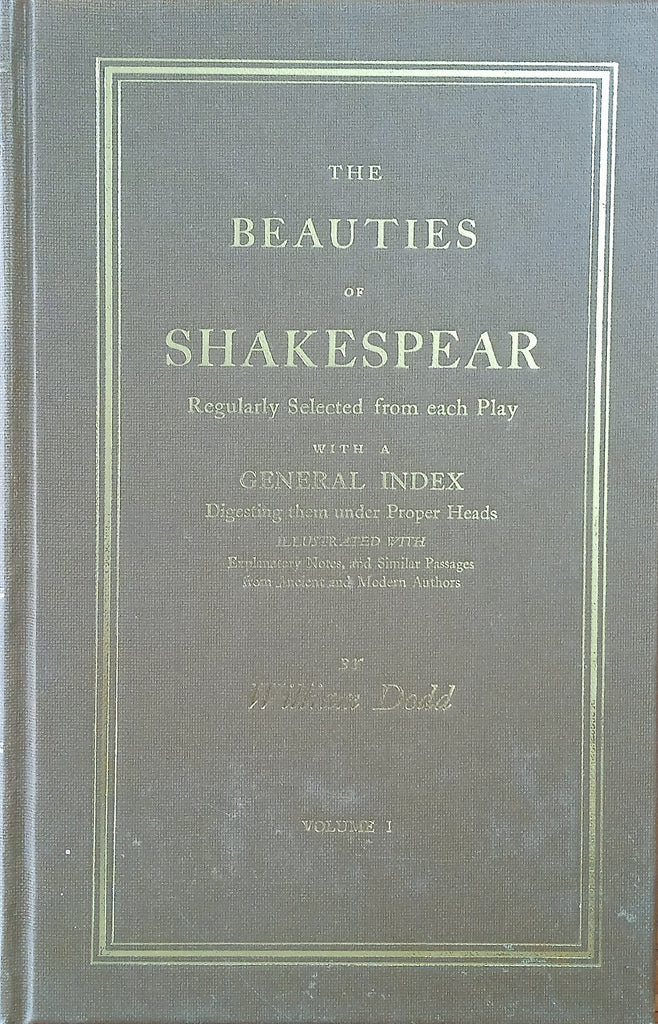 THE
BEAUTIES
OF
SHAKESPEAR
Regularly Selected from each Play
WITH A
GENERAL INDEX
Digesting them under Proper Heads
ILLUSTRATED WITH
Explanatory Notes, and Similar Passages
from Ancient and Modern Authors
BY
William Dodd
VOLUME I